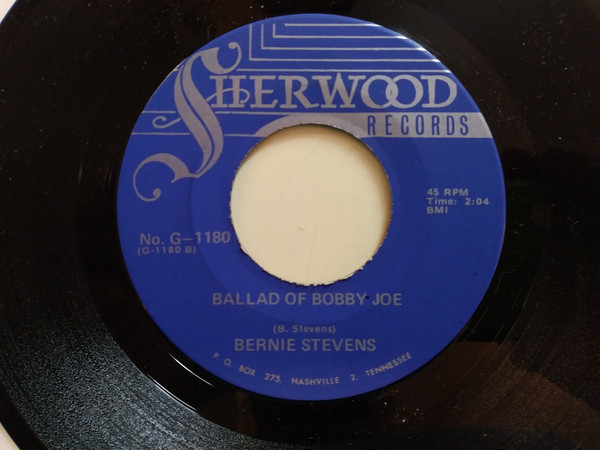 SHERWOOD
RECORDS
45 RPM
Time: 2:04
BMI
No. G-1180
(G-1180 B)
BALLAD OF BOBBY JOE
(B. Stevens)
BERNIE STEVENS
P. O. BOX 275, NASHVILLE 2, TENNESSEE